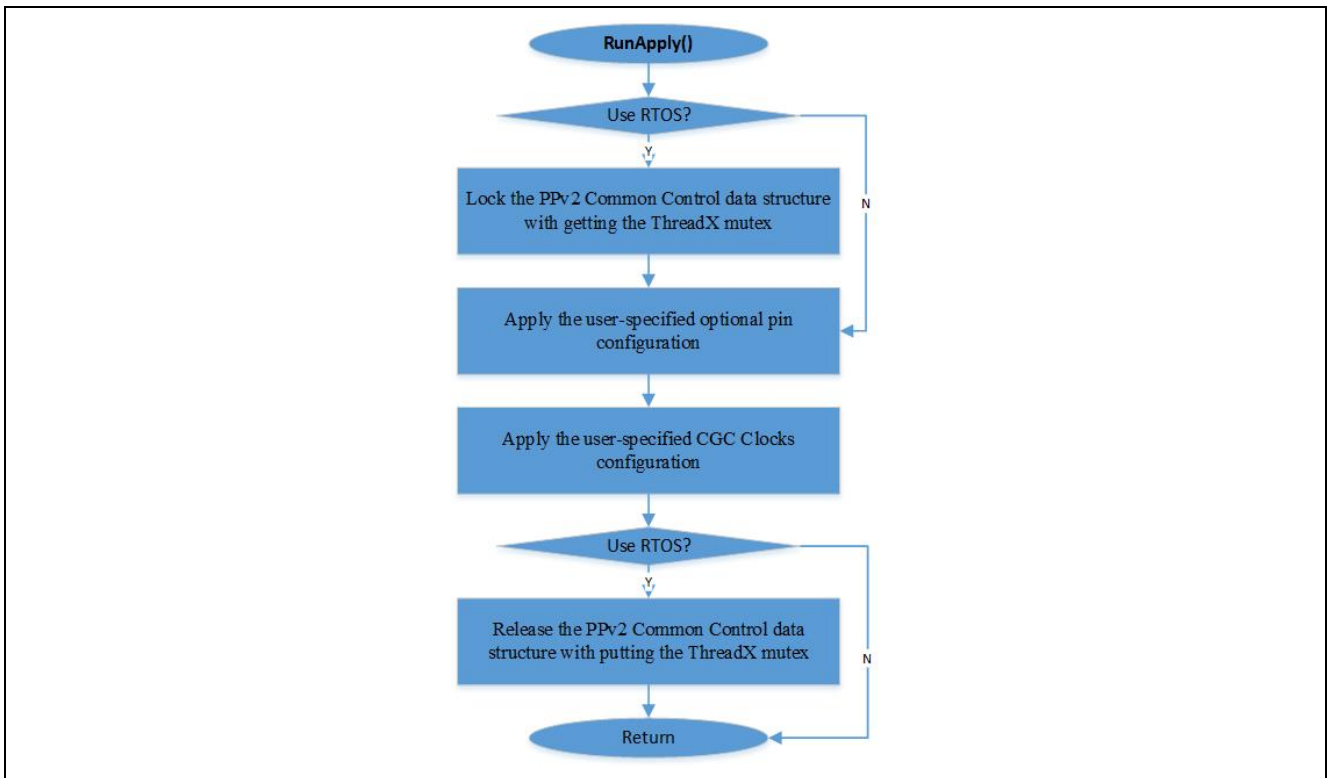 RunApply()
Use RTOS?
Y
N
Lock the PPv2 Common Control data structure
with getting the ThreadX mutex
Apply the user-specified optional pin
configuration
Apply the user-specified CGC Clocks
configuration
Use RTOS?
Y
N
Release the PPv2 Common Control data
structure with putting the ThreadX mutex
Return